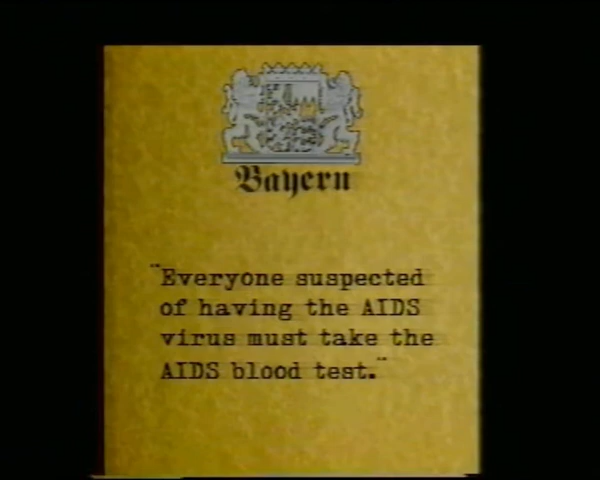 Bayern
"Everyone suspected
of having the AIDS
virus must take the
AIDS blood test."